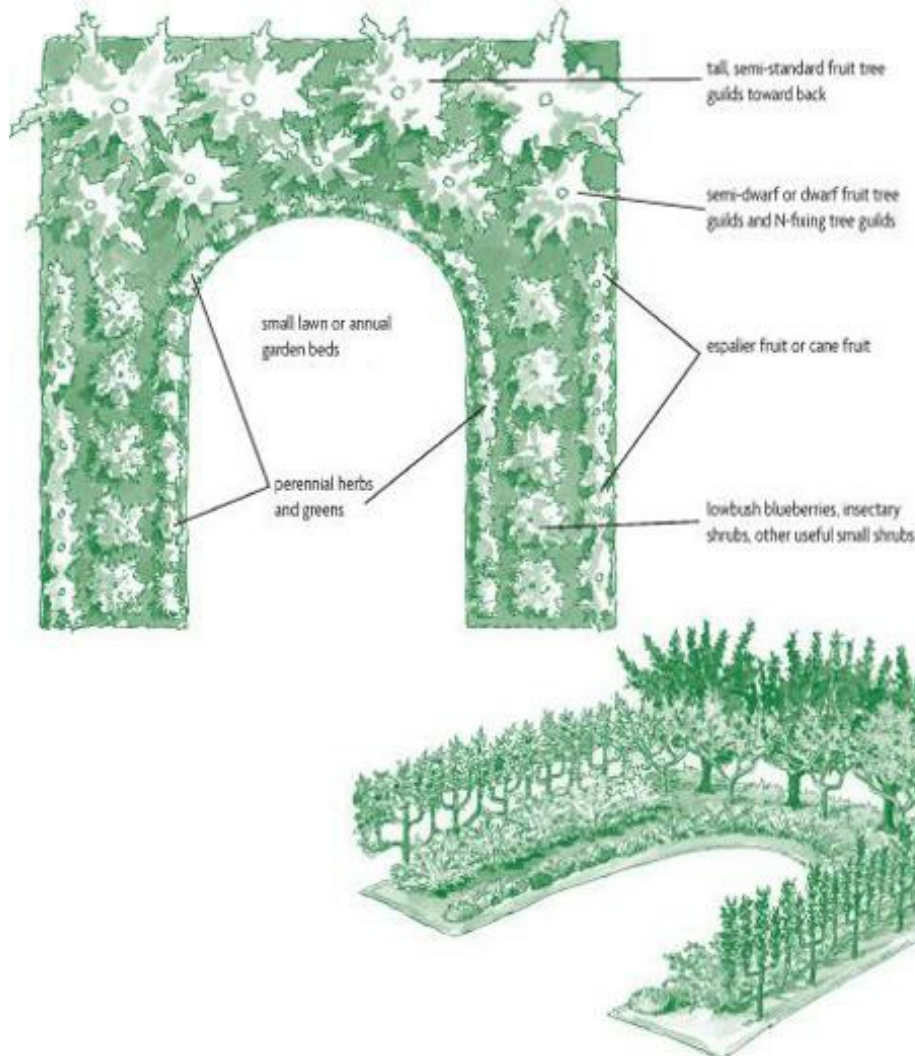 tall, semi-standard fruit tree
guilds toward back
semi-dwarf or dwarf fruit tree
guilds and N-fixing tree guilds
small lawn or annual
garden beds
espalier fruit or cane fruit
perennial herbs
and greens
lowbush blueberries, insectary
shrubs, other useful small shrubs